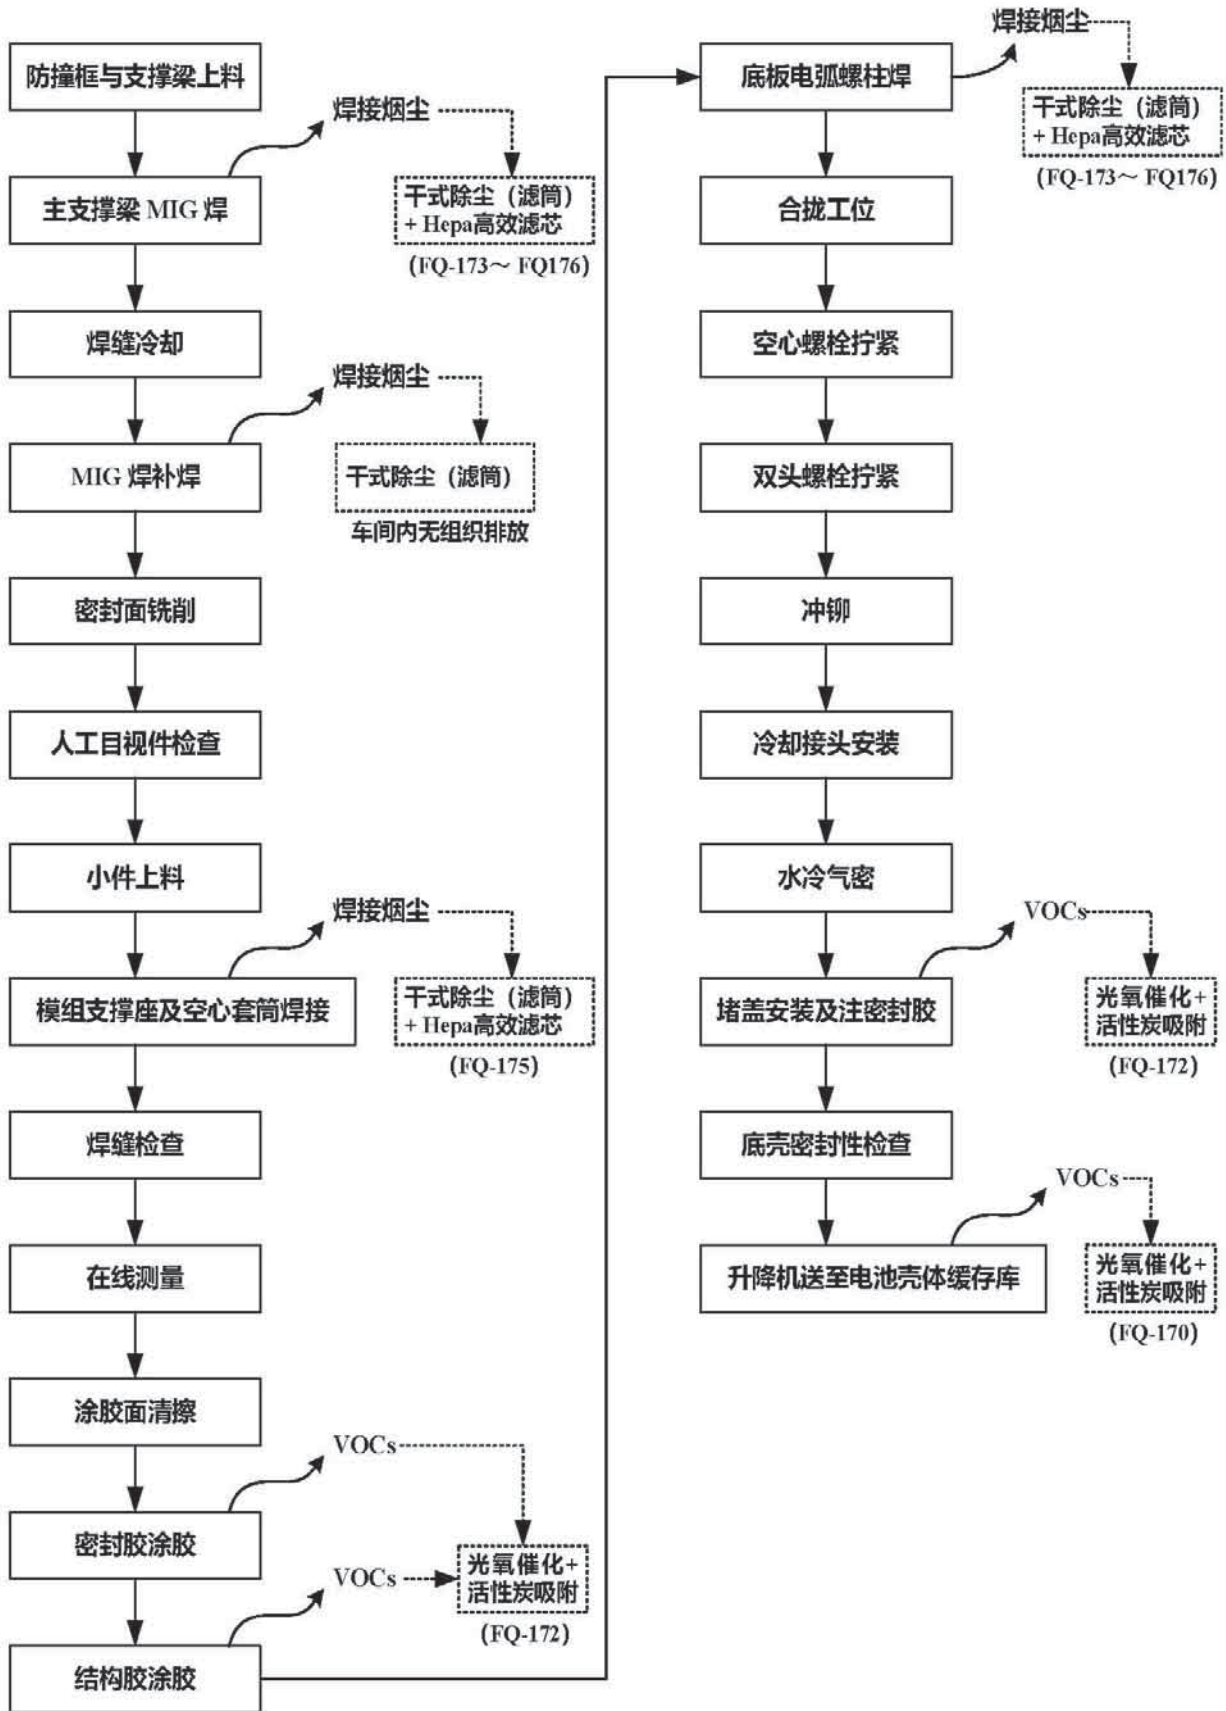 防撞框与支撑梁上料
焊接烟尘
主支撑梁 MIG 焊
干式除尘（滤筒）
+ Hepa高效滤芯
（FQ-173～ FQ176）
焊缝冷却
焊接烟尘
MIG 焊补焊
干式除尘（滤筒）
车间内无组织排放
密封面铣削
人工目视件检查
小件上料
焊接烟尘
模组支撑座及空心套筒焊接
干式除尘（滤筒）
+ Hepa高效滤芯
（FQ-175）
焊缝检查
在线测量
涂胶面清擦
VOCs
密封胶涂胶
VOCs
光氧催化+
活性炭吸附
（FQ-172）
结构胶涂胶
焊接烟尘
底板电弧螺柱焊
干式除尘（滤筒）
+ Hepa高效滤芯
（FQ-173～ FQ176）
合拢工位
空心螺栓拧紧
双头螺栓拧紧
冲铆
冷却接头安装
水冷气密
VOCs
堵盖安装及注密封胶
光氧催化+
活性炭吸附
（FQ-172）
底壳密封性检查
VOCs
升降机送至电池壳体缓存库
光氧催化+
活性炭吸附
（FQ-170）